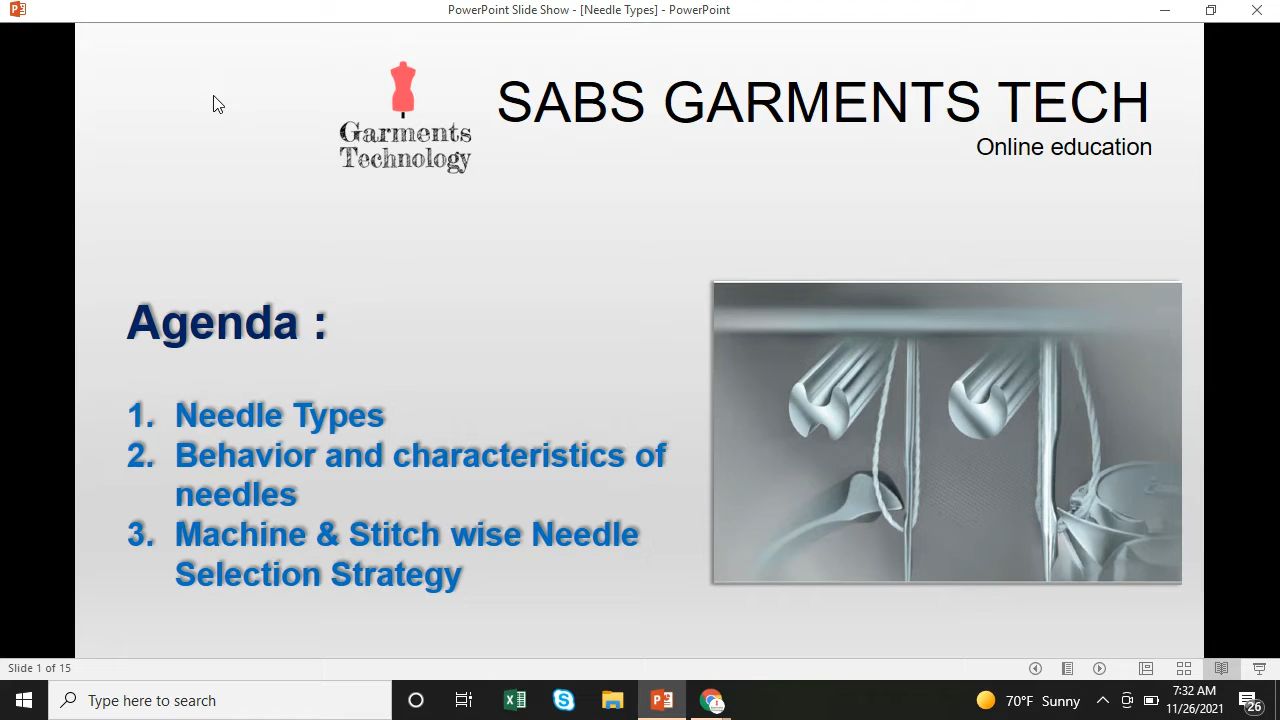 PowerPoint Slide Show - [Needle Types] - PowerPoint
Garments
Technology
SABS GARMENTS TECH
Online education
Agenda :
1. Needle Types
2. Behavior and characteristics of
needles
3. Machine & Stitch wise Needle
Selection Strategy
Slide 1 of 15
Type here to search
70°F Sunny
7:32 AM
11/26/2021
26